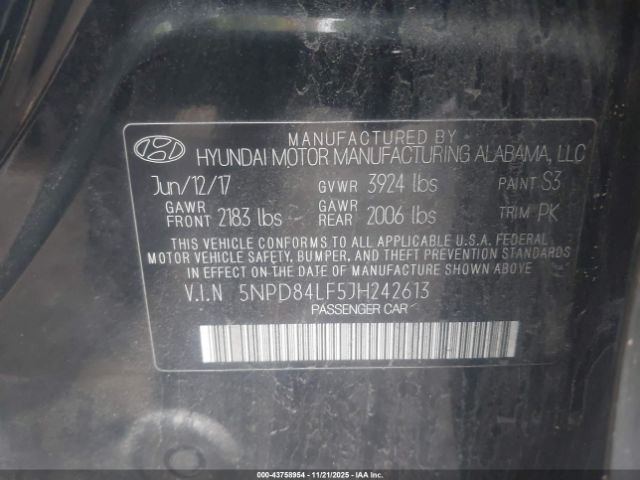 MANUFACTURED BY
HYUNDAI MOTOR MANUFACTURING ALABAMA, LLC
Jun/12/17 GVWR 3924 lbs PAINT S3
GAWR FRONT 2183 lbs GAWR REAR 2006 lbs TRIM PK
THIS VEHICLE CONFORMS TO ALL APPLICABLE U.S.A. FEDERAL
MOTOR VEHICLE SAFETY, BUMPER, AND THEFT PREVENTION STANDARDS
IN EFFECT ON THE DATE OF MANUFACTURE SHOWN ABOVE
V.I.N 5NPD84LF5JH242613
PASSENGER CAR
000-43758954 - 11/21/2025 - IAAI.COM